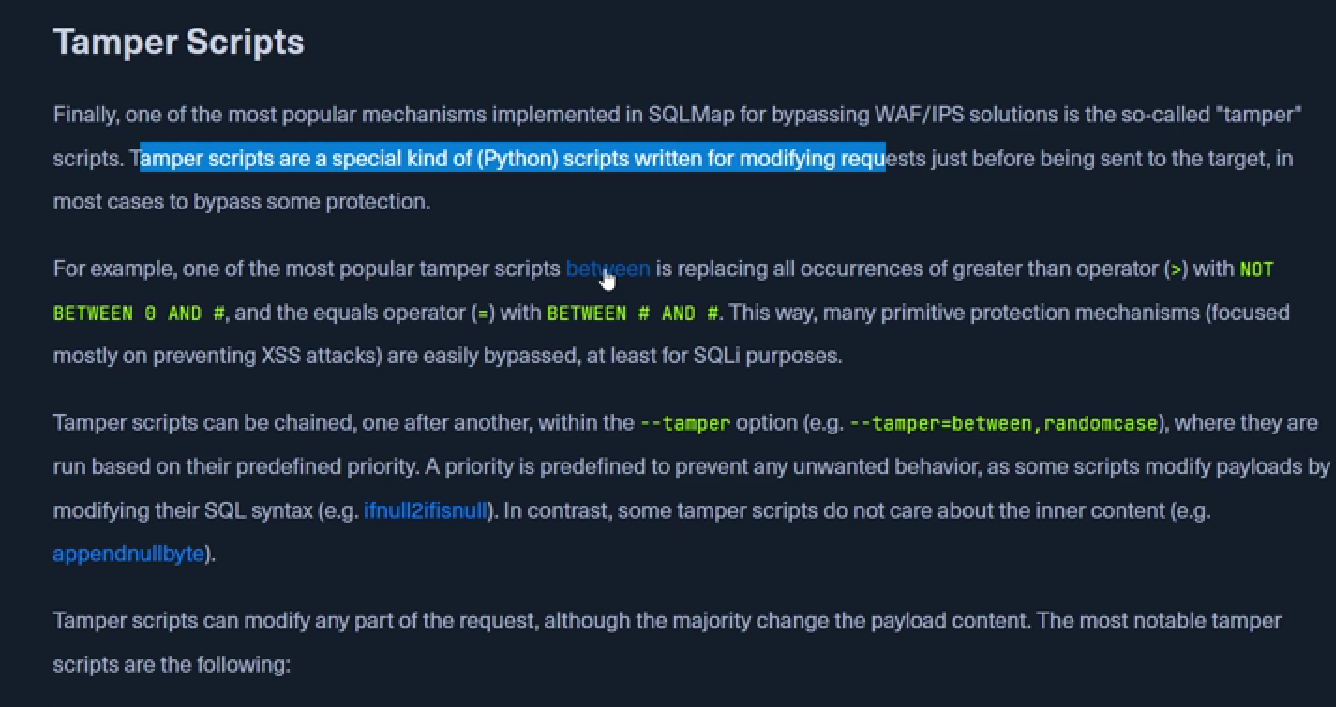 Tamper Scripts
Finally, one of the most popular mechanisms implemented in SQLMap for bypassing WAF/IPS solutions is the so-called "tamper"
scripts. Tamper scripts are a special kind of (Python) scripts written for modifying requests just before being sent to the target, in
most cases to bypass some protection.
For example, one of the most popular tamper scripts between is replacing all occurrences of greater than operator (>) with NOT
BETWEEN 0 AND #, and the equals operator (=) with BETWEEN # AND #. This way, many primitive protection mechanisms (focused
mostly on preventing XSS attacks) are easily bypassed, at least for SQLi purposes.
Tamper scripts can be chained, one after another, within the --tamper option (e.g. --tamper=between,randomcase), where they are
run based on their predefined priority. A priority is predefined to prevent any unwanted behavior, as some scripts modify payloads by
modifying their SQL syntax (e.g. ifnull2ifisnull). In contrast, some tamper scripts do not care about the inner content (e.g.
appendnullbyte).
Tamper scripts can modify any part of the request, although the majority change the payload content. The most notable tamper
scripts are the following: